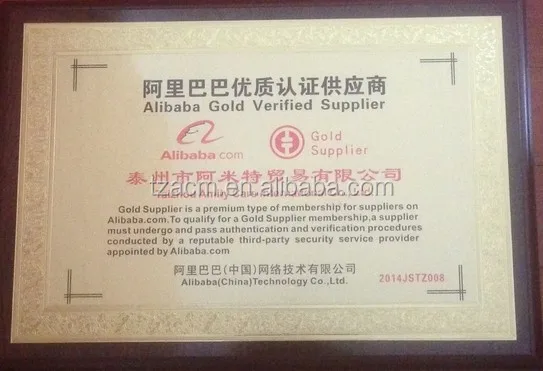 阿里巴巴优质认证供应商
Alibaba Gold Verified Supplier
Alibaba.com
Gold
Supplier
泰州市阿米特贸易有限公司
tzacm.en.alibaba.com
Gold Supplier is a premium type of membership for suppliers on
Alibaba.com.To qualify for a Gold Supplier membership,a supplier
must undergo and pass authentication and verification procedures
conducted by a reputable third-party security service provider
appointed by Alibaba.com
阿里巴巴(中国)网络技术有限公司
Alibaba(China)Technology Co.,Ltd.
2014JSTZ008